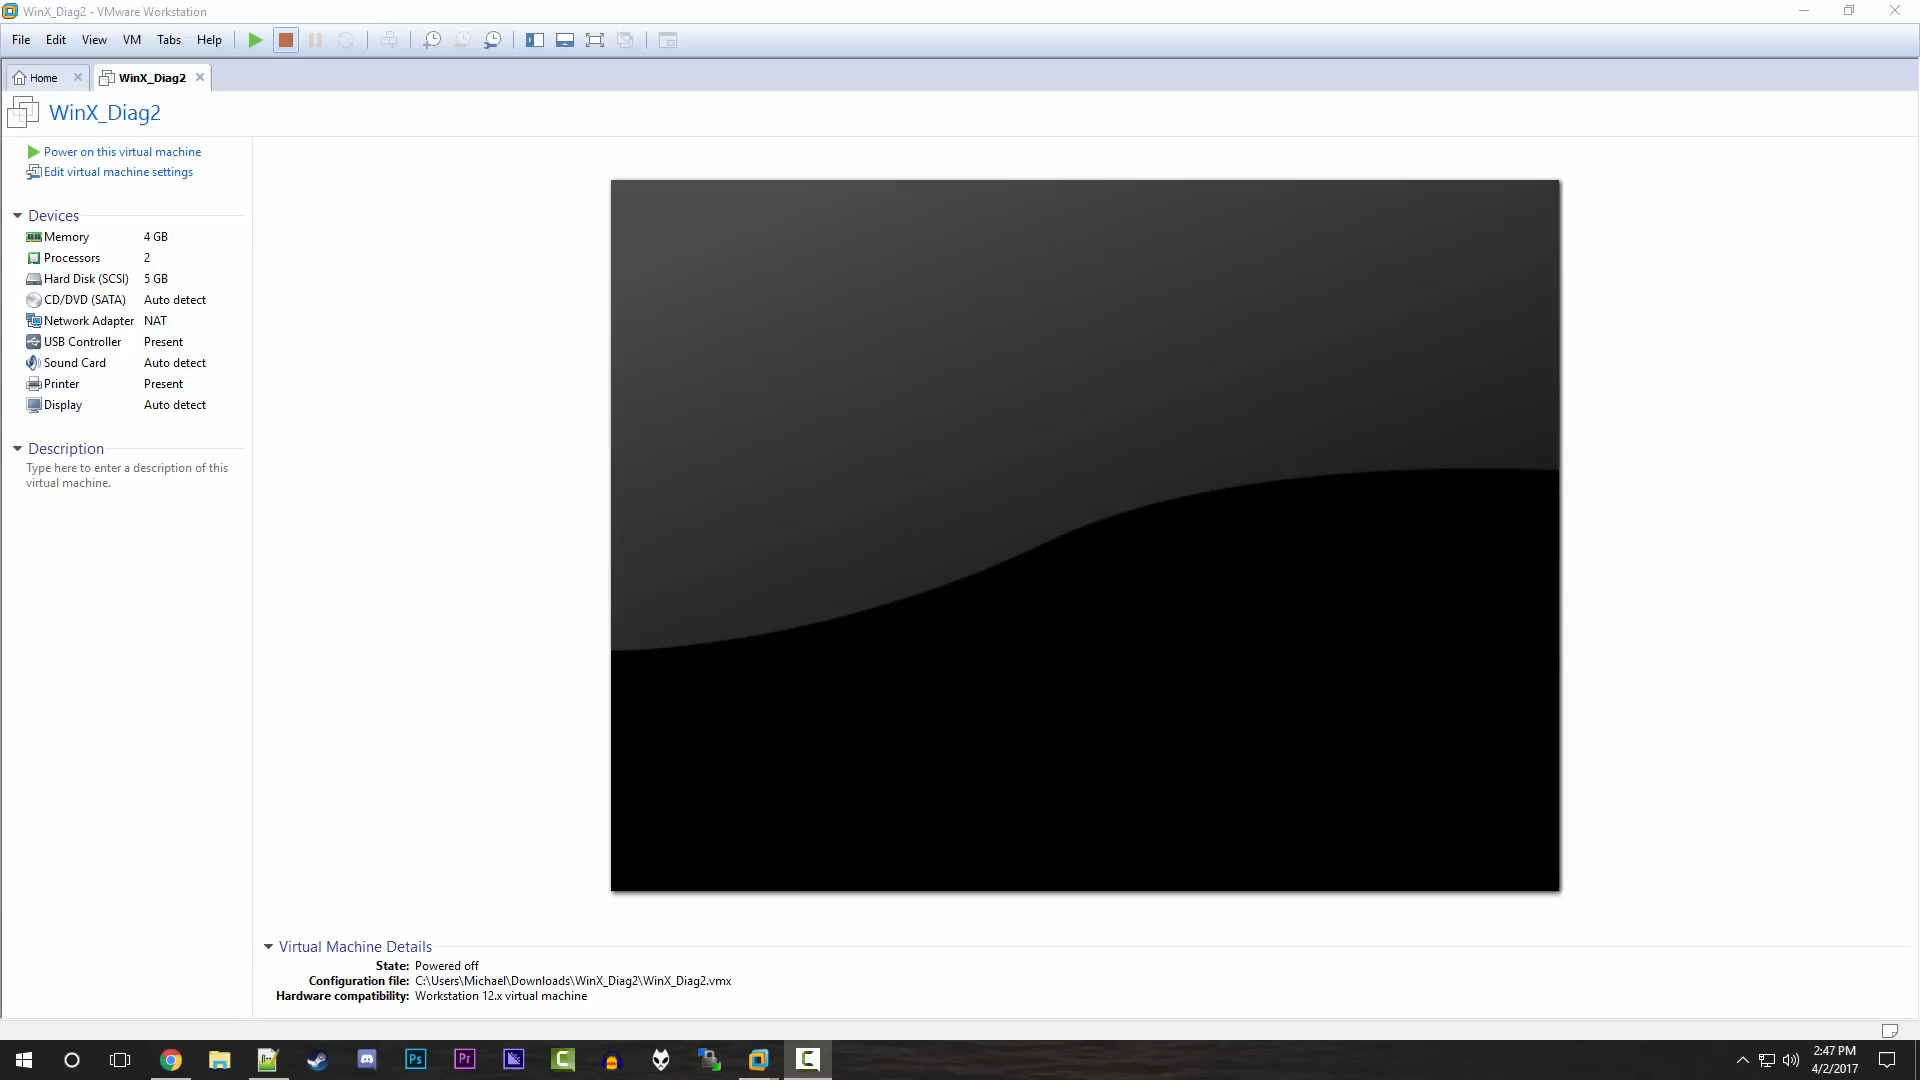 WinX_Diag2 - VMware Workstation
File Edit View VM Tabs Help
Home WinX_Diag2
WinX_Diag2
Power on this virtual machine
Edit virtual machine settings
Devices
Memory 4 GB
Processors 2
Hard Disk (SCSI) 5 GB
CD/DVD (SATA) Auto detect
Network Adapter NAT
USB Controller Present
Sound Card Auto detect
Printer Present
Display Auto detect
Description
Type here to enter a description of this
virtual machine.
Virtual Machine Details
State: Powered off
Configuration file: C:\Users\Michael\Downloads\WinX_Diag2\WinX_Diag2.vmx
Hardware compatibility: Workstation 12.x virtual machine
Ps Pr
2:47 PM
4/2/2017